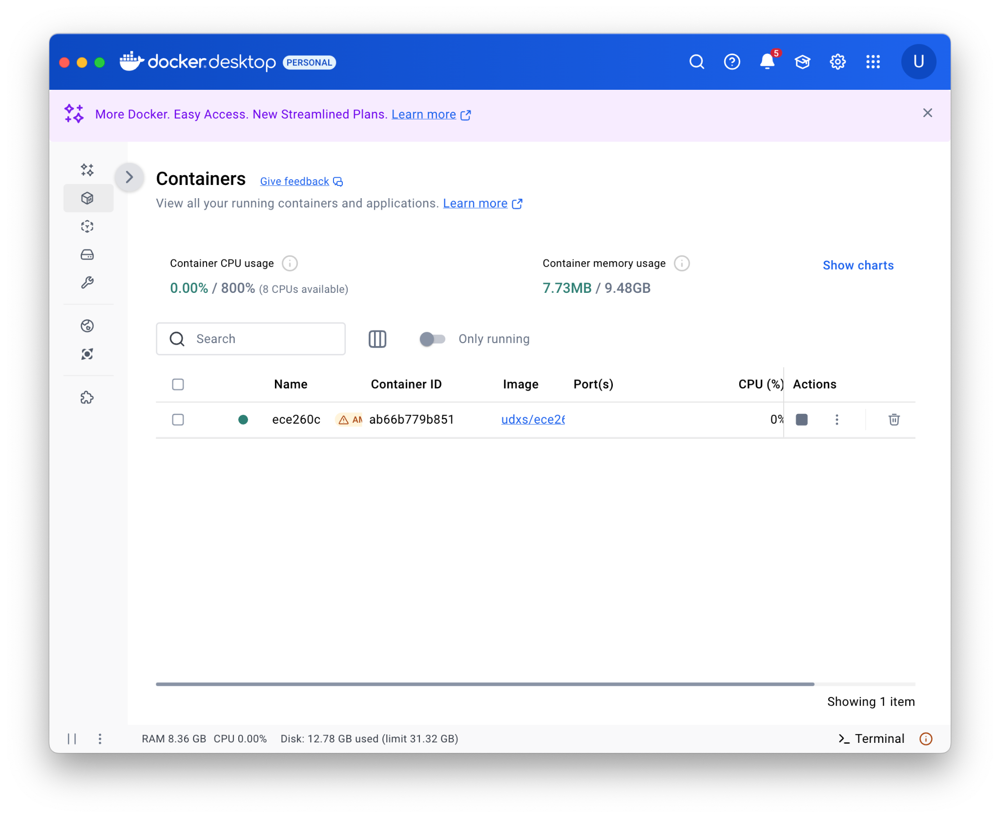 docker desktop PERSONAL
5
U
More Docker. Easy Access. New Streamlined Plans. Learn more
Containers Give feedback
View all your running containers and applications. Learn more
Container CPU usage
0.00% / 800% (8 CPUs available)
Container memory usage
7.73MB / 9.48GB
Show charts
Search
Only running
Name Container ID Image Port(s) CPU (%) Actions
ece260c AM ab66b779b851 udxs/ece26 0%
Showing 1 item
RAM 8.36 GB CPU 0.00% Disk: 12.78 GB used (limit 31.32 GB)
>_ Terminal